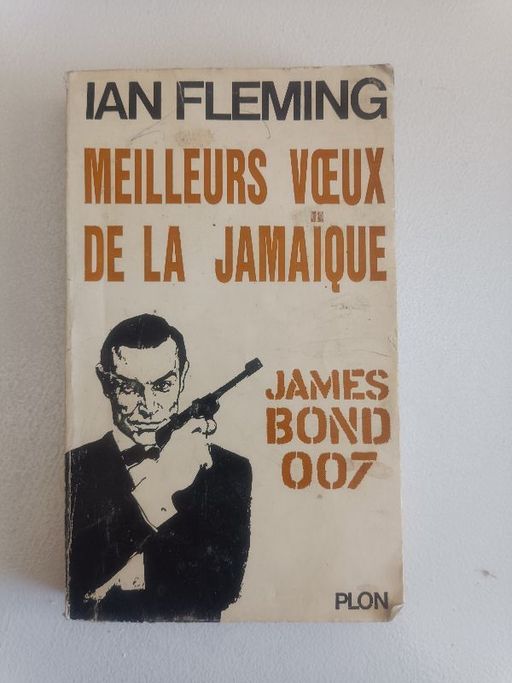 IAN FLEMING
MEILLEURS VŒUX
DE LA JAMAÏQUE
JAMES
BOND
007
PLON